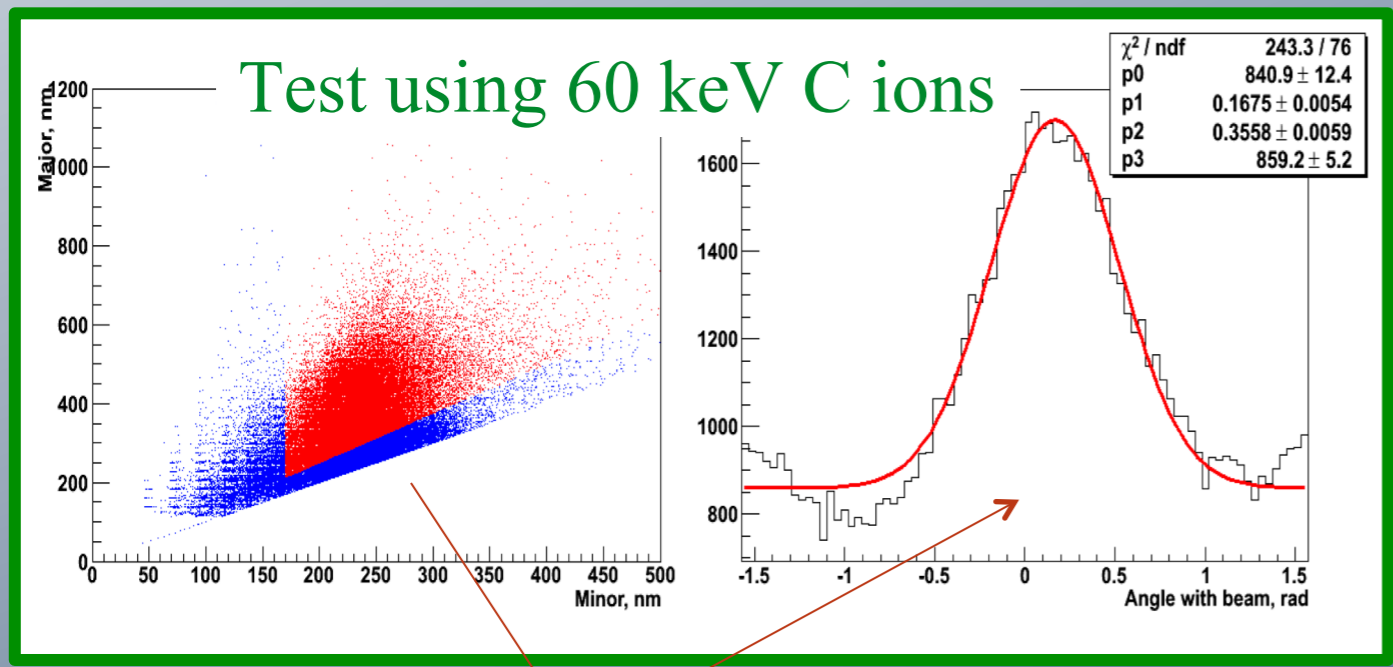 Test using 60 keV C ions
χ² / ndf 243.3 / 76
p0 840.9 ± 12.4
p1 0.1675 ± 0.0054
p2 0.3558 ± 0.0059
p3 859.2 ± 5.2
Major, nm
1200
1000
800
600
400
200
0
0 50 100 150 200 250 300 350 400 450 500
Minor, nm
1600
1400
1200
1000
800
-1.5 -1 -0.5 0 0.5 1 1.5
Angle with beam, rad